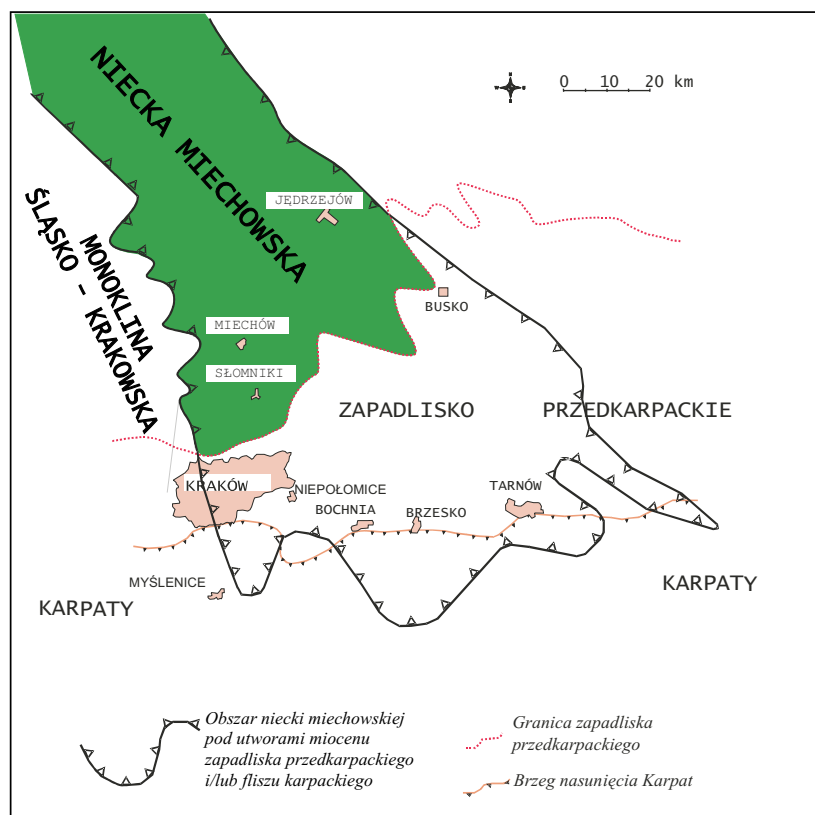 NIECKA MIECHOWSKA
0 10 20 km
JĘDRZEJÓW
MONOKLINA
ŚLĄSKO – KRAKOWSKA
BUSKO
MIECHÓW
SŁOMNIKI
ZAPADLISKO PRZEDKARPACKIE
KRAKÓW
NIEPOŁOMICE
TARNÓW
BOCHNIA
BRZESKO
MYŚLENICE
KARPATY
KARPATY
Obszar niecki miechowskiej
pod utworami miocenu
zapadliska przedkarpackiego
i/lub fliszu karpackiego
Granica zapadliska
przedkarpackiego
Brzeg nasunięcia Karpat